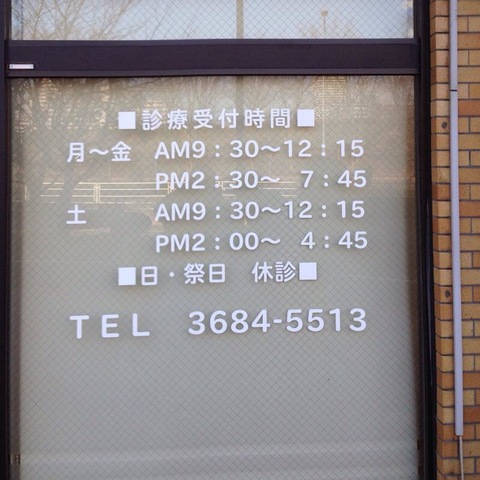 ■診療受付時間■
月〜金 AM9：30〜12：15
PM2：30〜 7：45
土 AM9：30〜12：15
PM2：00〜 4：45
■日・祭日 休診■
TEL 3684-5513